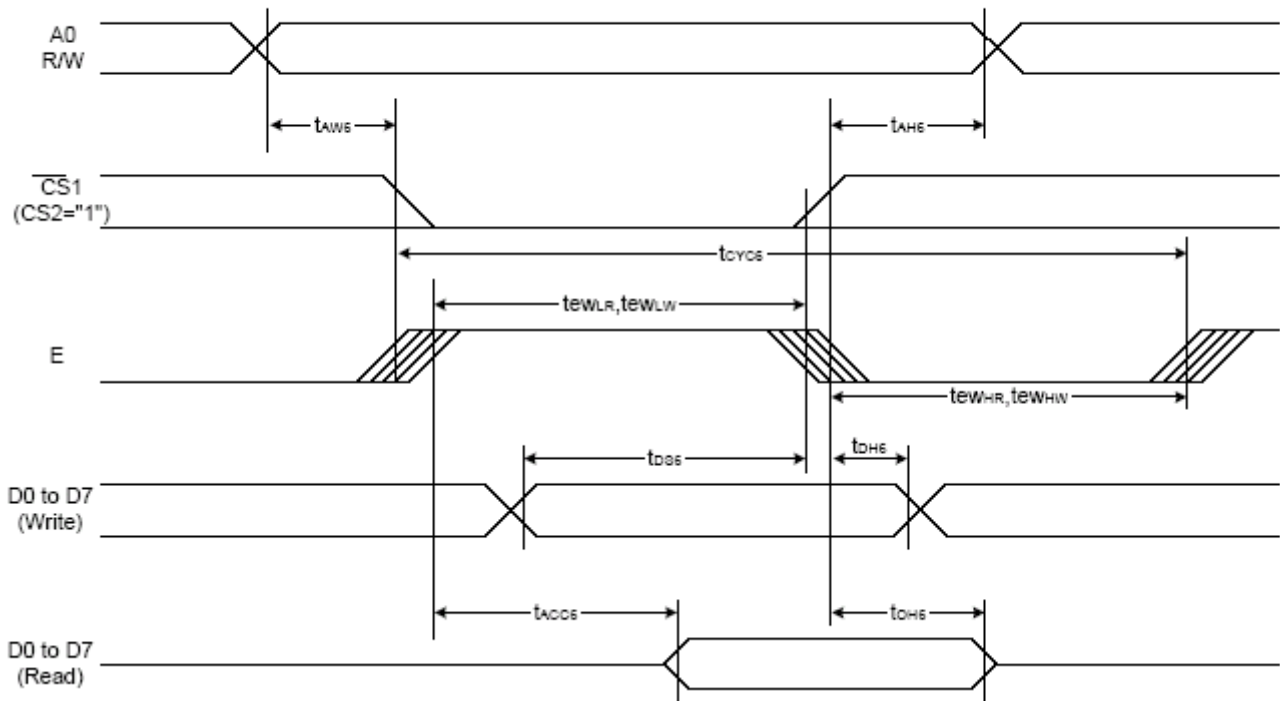 A0
R/W
tAW6
tAH6
CS1
(CS2="1")
tCYC6
tewLR,tewLW
E
tewHR,tewHW
tDS6
tDH6
D0 to D7
(Write)
tACC6
tOH6
D0 to D7
(Read)